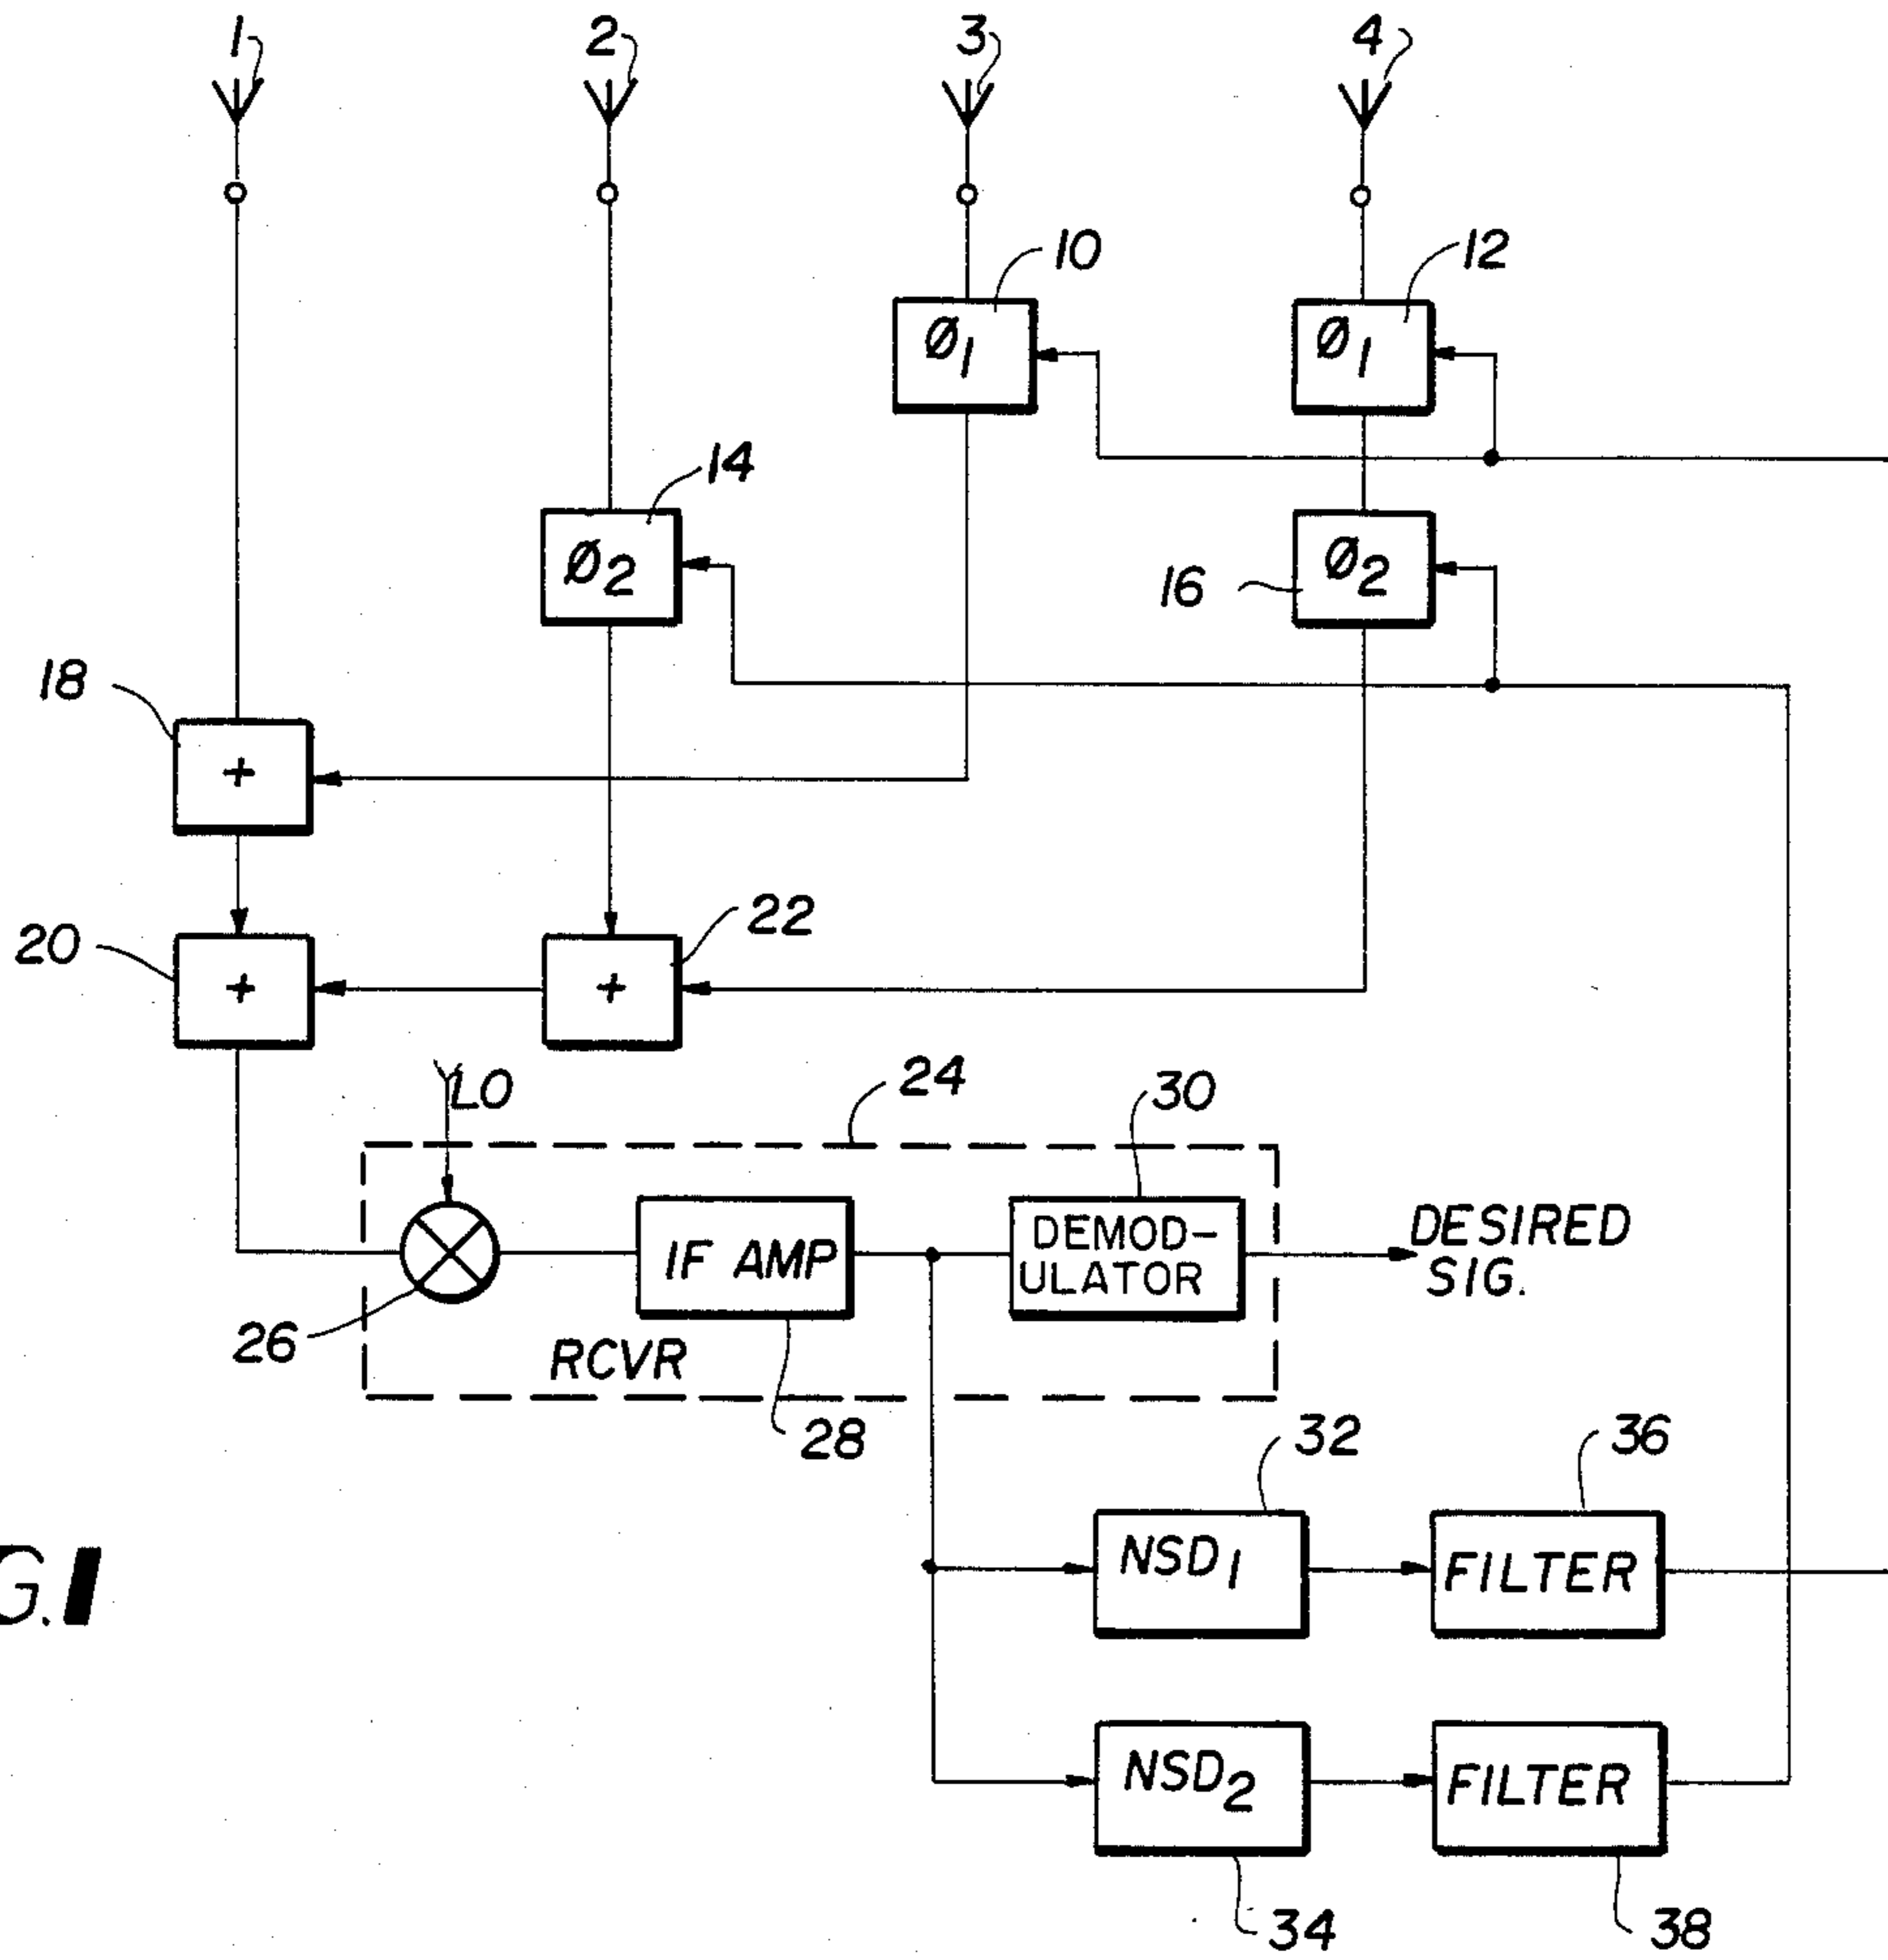 1 2 3 4
10 12
Ø1 Ø1
14
Ø2 Ø2
16
18
+
20 22
+ +
LO 24 30
DEMOD-
ULATOR
IF AMP
DESIRED
SIG.
26
RCVR
28
32 36
NSD1 FILTER
G.1
NSD2 FILTER
34 38